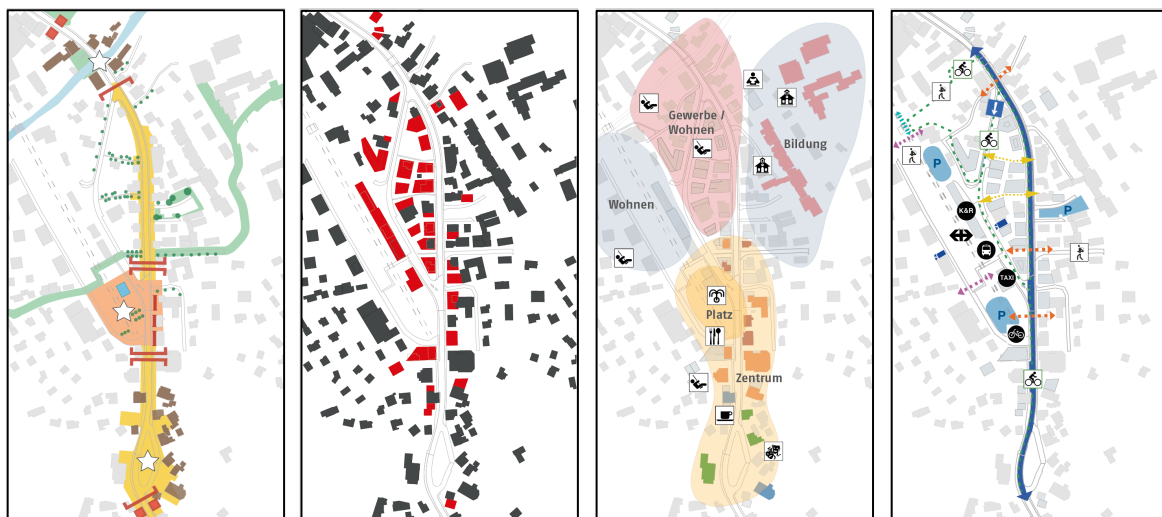 Gewerbe /
Wohnen
Bildung
Wohnen
Platz
Zentrum
P
K&R
P
TAXI
P